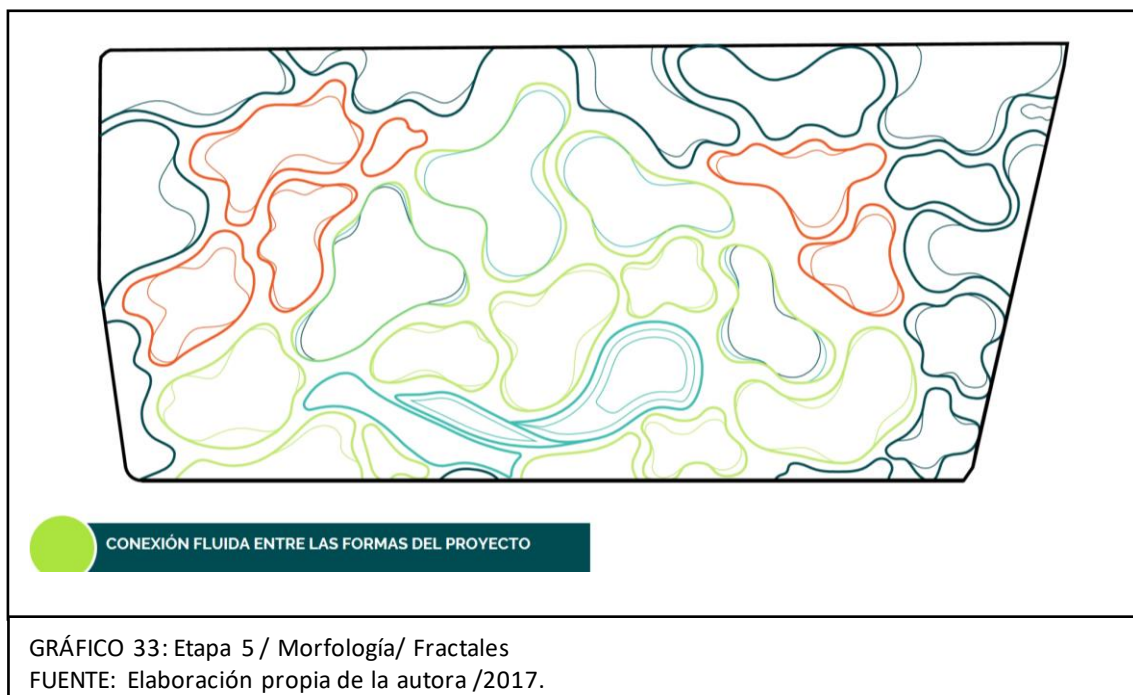 CONEXIÓN FLUIDA ENTRE LAS FORMAS DEL PROYECTO
GRÁFICO 33: Etapa 5 / Morfología/ Fractales
FUENTE: Elaboración propia de la autora /2017.